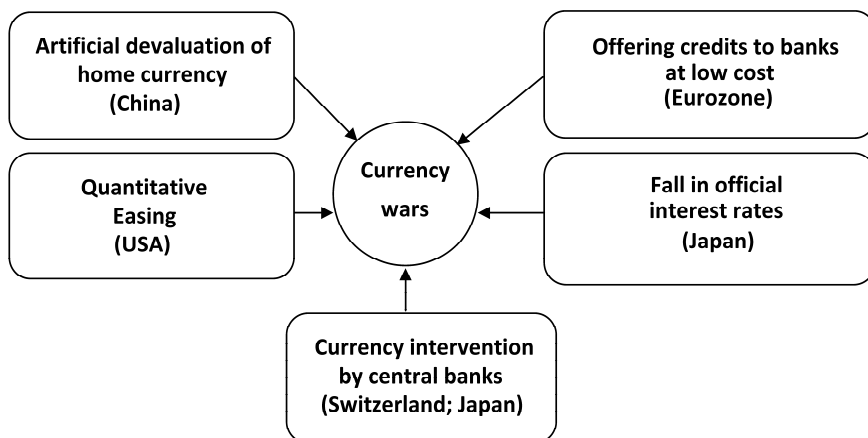 Artificial devaluation of
home currency
(China)
Offering credits to banks
at low cost
(Eurozone)
Currency
wars
Quantitative
Easing
(USA)
Fall in official
interest rates
(Japan)
Currency intervention
by central banks
(Switzerland; Japan)